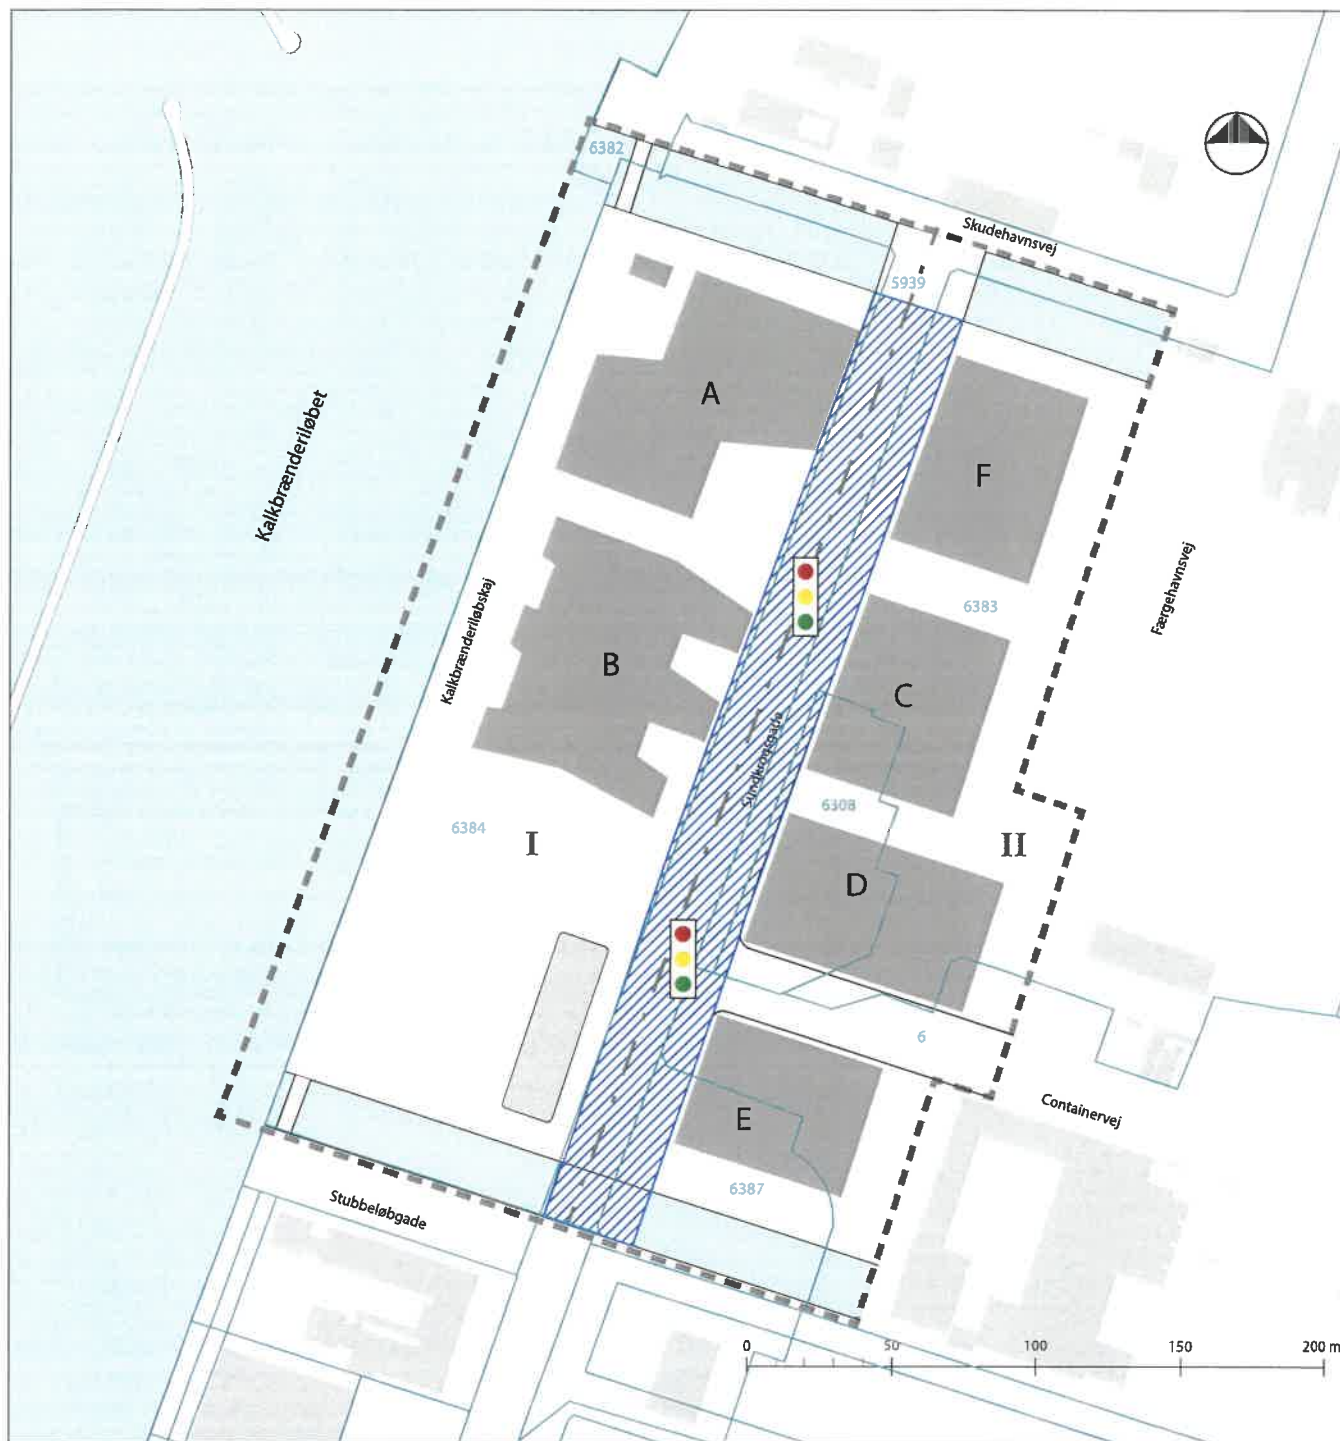 6382
Skudehavnsvej
5939
A
F
Kalkbrænderiløbet
6383
Færgehavnsvej
Kalkbrænderiløbskaj
B
C
Sundkrogsgade
6308
6384
I
II
D
6
Containervej
E
6387
Stubbeløbgade
0 50 100 150 200 m